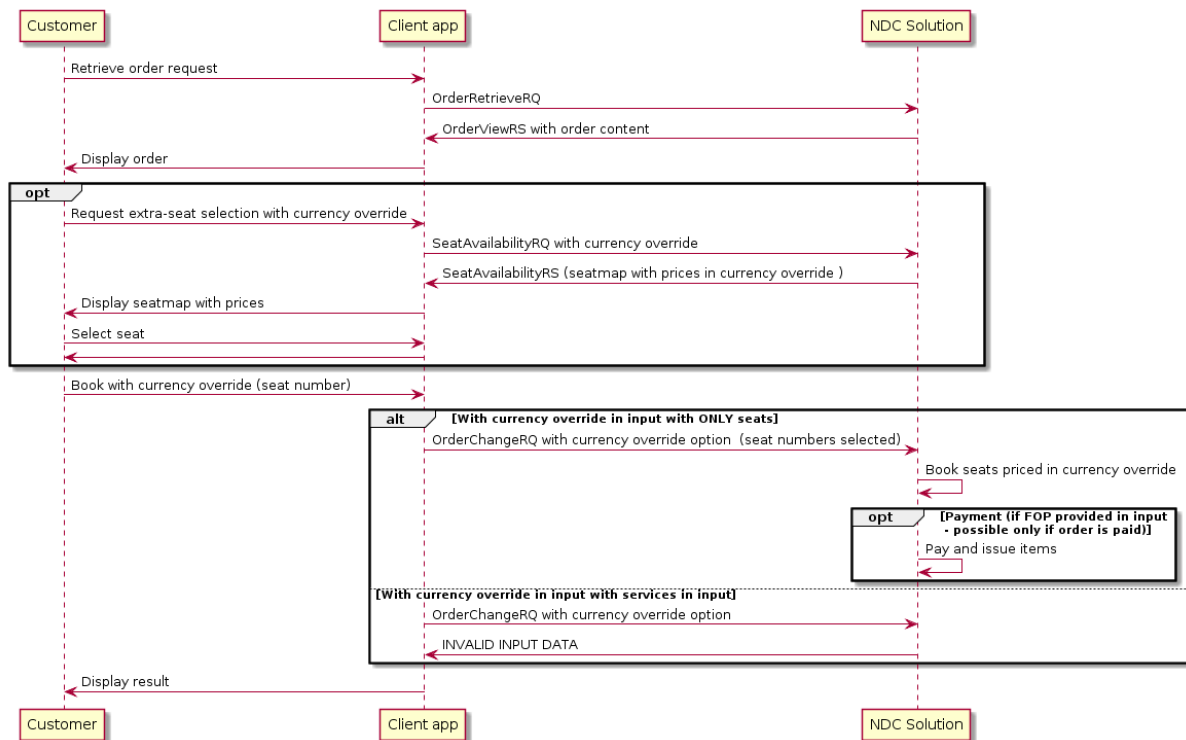 Customer
Client app
NDC Solution
Retrieve order request
OrderRetrieveRQ
OrderViewRS with order content
Display order
opt
Request extra-seat selection with currency override
SeatAvailabilityRQ with currency override
SeatAvailabilityRS (seatmap with prices in currency override )
Display seatmap with prices
Select seat
Book with currency override (seat number)
alt
[With currency override in input with ONLY seats]
OrderChangeRQ with currency override option  (seat numbers selected)
Book seats priced in currency override
opt
[Payment (if FOP provided in input
- possible only if order is paid)]
Pay and issue items
[With currency override in input with services in input]
OrderChangeRQ with currency override option
INVALID INPUT DATA
Display result
Customer
Client app
NDC Solution